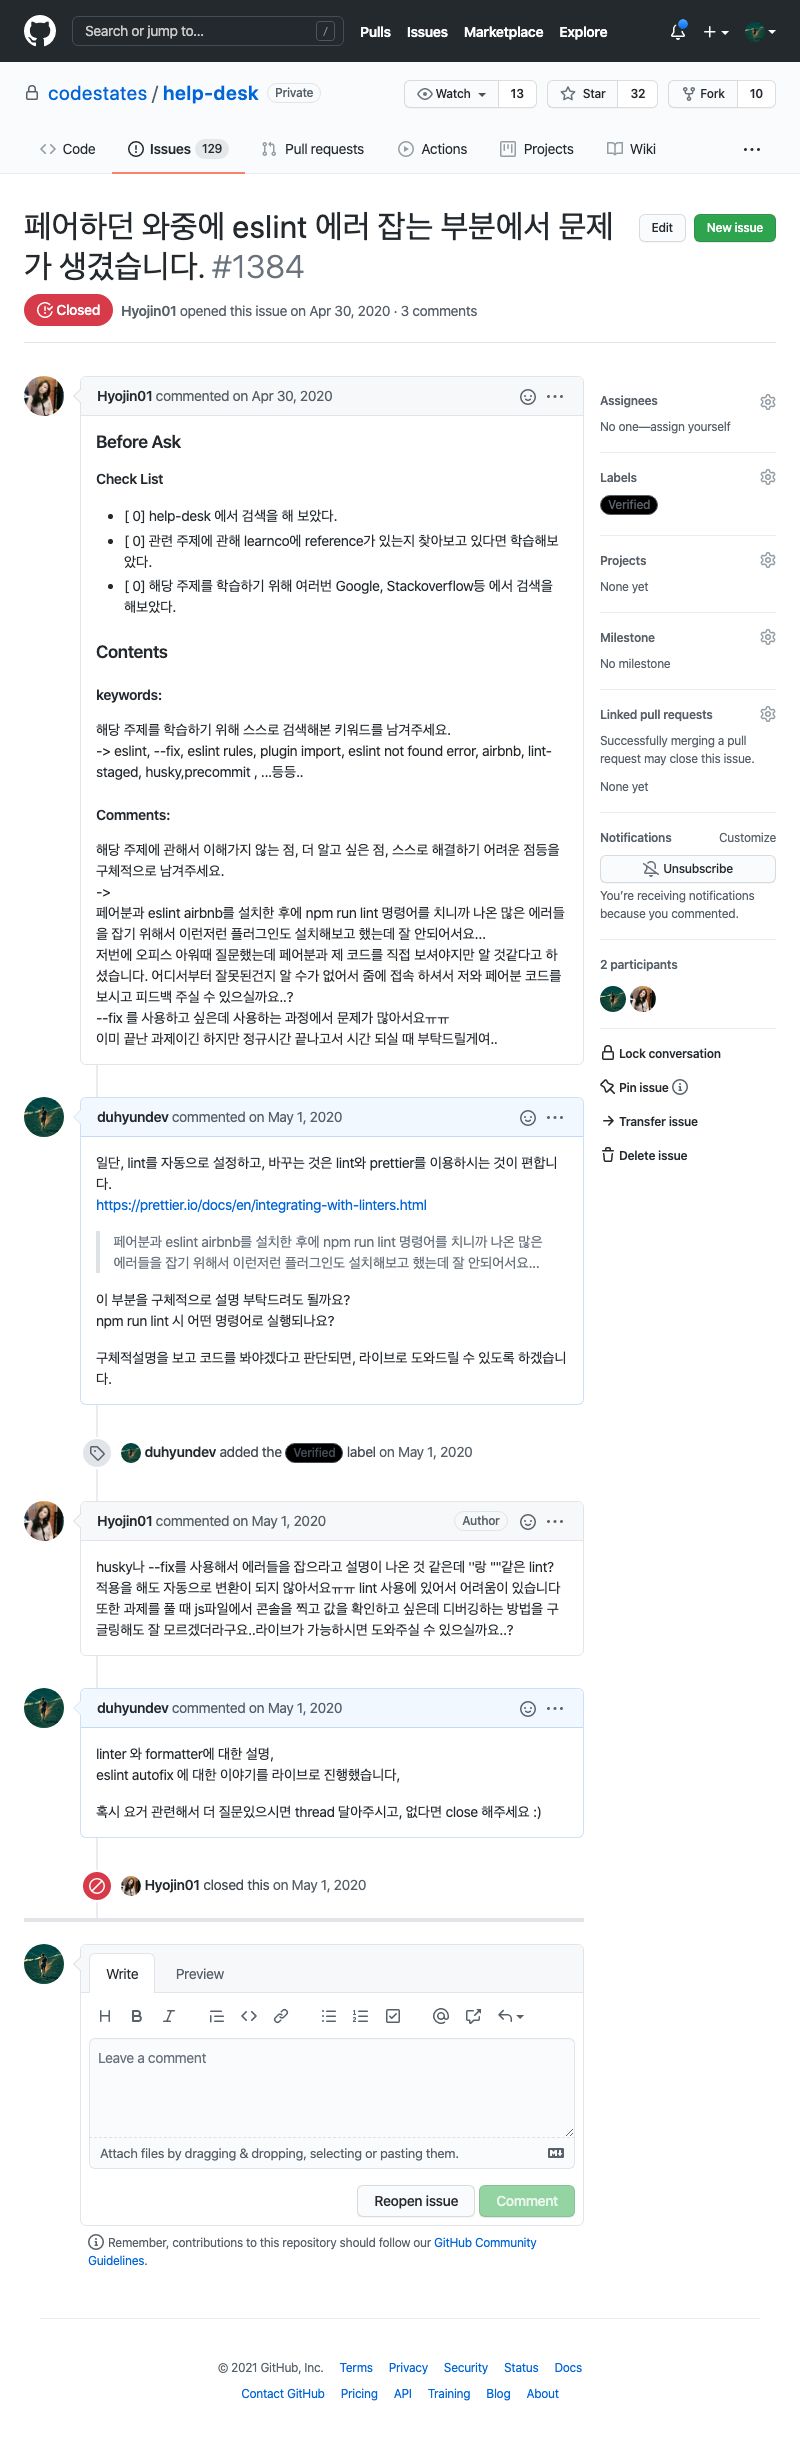 Search or jump to... /
Pulls Issues Marketplace Explore
codestates / help-desk Private
Watch 13 Star 32 Fork 10
Code Issues 129 Pull requests Actions Projects Wiki ...
페어하던 와중에 eslint 에러 잡는 부분에서 문제
가 생겼습니다. #1384
Edit New issue
Closed Hyojin01 opened this issue on Apr 30, 2020 · 3 comments
Hyojin01 commented on Apr 30, 2020
Before Ask
Check List
• [ 0] help-desk 에서 검색을 해 보았다.
• [ 0] 관련 주제에 관해 learnco에 reference가 있는지 찾아보고 있다면 학습해보
았다.
• [ 0] 해당 주제를 학습하기 위해 여러번 Google, Stackoverflow등 에서 검색을
해보았다.
Contents
keywords:
해당 주제를 학습하기 위해 스스로 검색해본 키워드를 남겨주세요.
-> eslint, --fix, eslint rules, plugin import, eslint not found error, airbnb, lint-
staged, husky,precommit , ...등등..
Comments:
해당 주제에 관해서 이해가지 않는 점, 더 알고 싶은 점, 스스로 해결하기 어려운 점등을
구체적으로 남겨주세요.
->
페어분과 eslint airbnb를 설치한 후에 npm run lint 명령어를 치니까 나온 많은 에러들
을 잡기 위해서 이런저런 플러그인도 설치해보고 했는데 잘 안되어서요...
저번에 오피스 아워때 질문했는데 페어분과 제 코드를 직접 보셔야지만 알 것같다고 하
셨습니다. 어디서부터 잘못된건지 알 수가 없어서 줌에 접속 하셔서 저와 페어분 코드를
보시고 피드백 주실 수 있으실까요..?
--fix 를 사용하고 싶은데 사용하는 과정에서 문제가 많아서요ㅠㅠ
이미 끝난 과제이긴 하지만 정규시간 끝나고서 시간 되실 때 부탁드릴게여..
Assignees
No one—assign yourself
Labels
Verified
Projects
None yet
Milestone
No milestone
Linked pull requests
Successfully merging a pull
request may close this issue.
None yet
Notifications Customize
Unsubscribe
You're receiving notifications
because you commented.
2 participants
Lock conversation
Pin issue
Transfer issue
Delete issue
duhyundev commented on May 1, 2020
일단, lint를 자동으로 설정하고, 바꾸는 것은 lint와 prettier를 이용하시는 것이 편합니
다.
https://prettier.io/docs/en/integrating-with-linters.html
페어분과 eslint airbnb를 설치한 후에 npm run lint 명령어를 치니까 나온 많은
에러들을 잡기 위해서 이런저런 플러그인도 설치해보고 했는데 잘 안되어서요...
이 부분을 구체적으로 설명 부탁드려도 될까요?
npm run lint 시 어떤 명령어로 실행되나요?
구체적설명을 보고 코드를 봐야겠다고 판단되면, 라이브로 도와드릴 수 있도록 하겠습니
다.
duhyundev added the Verified label on May 1, 2020
Hyojin01 commented on May 1, 2020 Author
husky나 --fix를 사용해서 에러들을 잡으라고 설명이 나온 것 같은데 ''랑 ""같은 lint?
적용을 해도 자동으로 변환이 되지 않아서요ㅠㅠ lint 사용에 있어서 어려움이 있습니다
또한 과제를 풀 때 js파일에서 콘솔을 찍고 값을 확인하고 싶은데 디버깅하는 방법을 구
글링해도 잘 모르겠더라구요..라이브가 가능하시면 도와주실 수 있으실까요..?
duhyundev commented on May 1, 2020
linter 와 formatter에 대한 설명,
eslint autofix 에 대한 이야기를 라이브로 진행했습니다,
혹시 요거 관련해서 더 질문있으시면 thread 달아주시고, 없다면 close 해주세요 :)
Hyojin01 closed this on May 1, 2020
Write Preview
Leave a comment
Attach files by dragging & dropping, selecting or pasting them.
Reopen issue Comment
Remember, contributions to this repository should follow our GitHub Community
Guidelines.
© 2021 GitHub, Inc. Terms Privacy Security Status Docs
Contact GitHub Pricing API Training Blog About